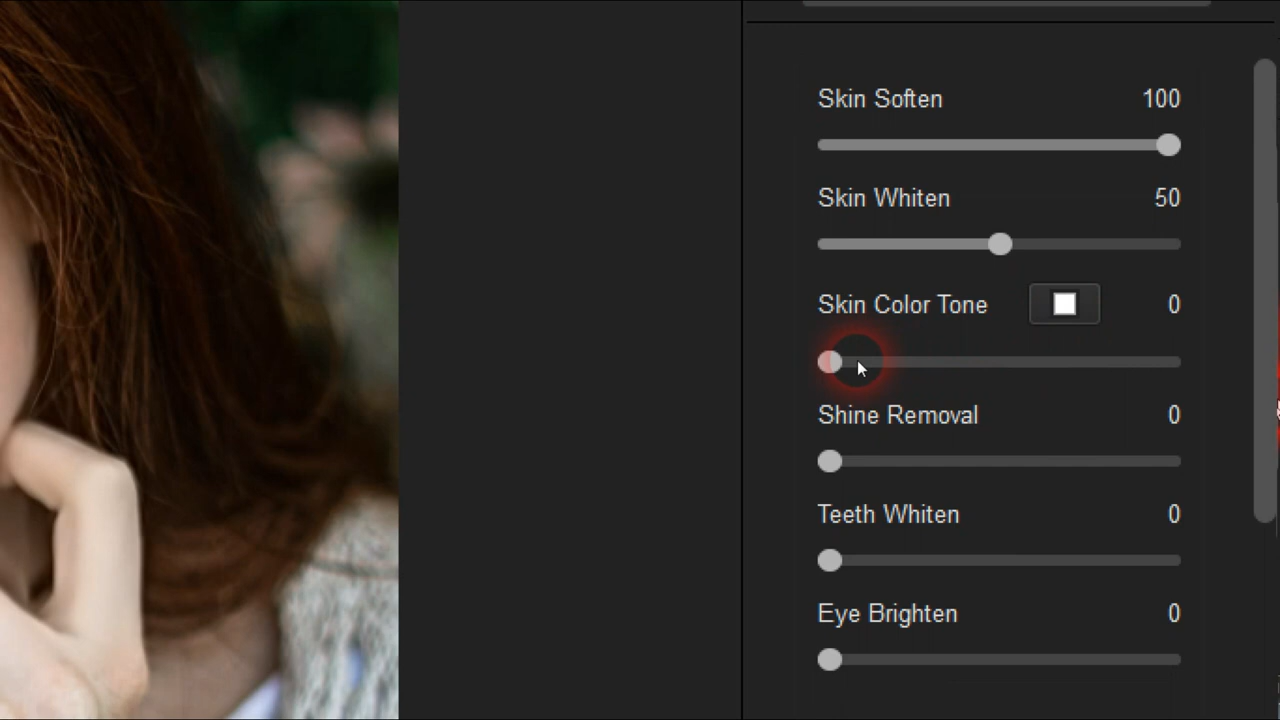 Skin Soften 100
Skin Whiten 50
Skin Color Tone 0
Shine Removal 0
Teeth Whiten 0
Eye Brighten 0